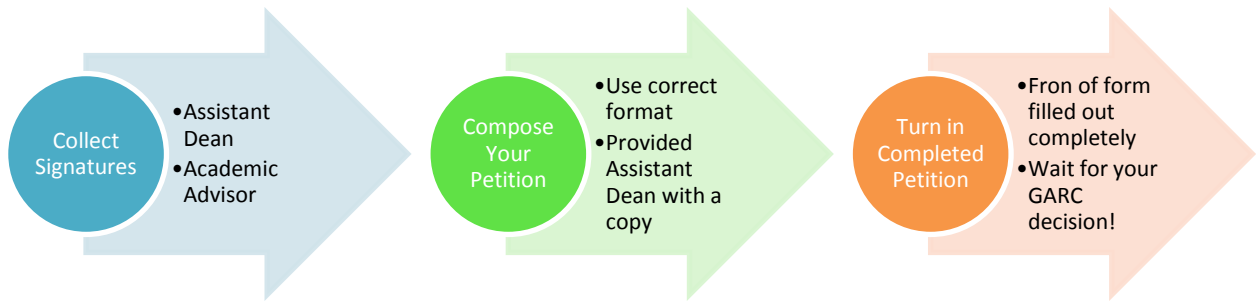 Collect
Signatures
•Assistant
Dean
•Academic
Advisor
Compose
Your
Petition
•Use correct
format
•Provided
Assistant
Dean with a
copy
Turn in
Completed
Petition
•Fron of form
filled out
completely
•Wait for your
GARC
decision!